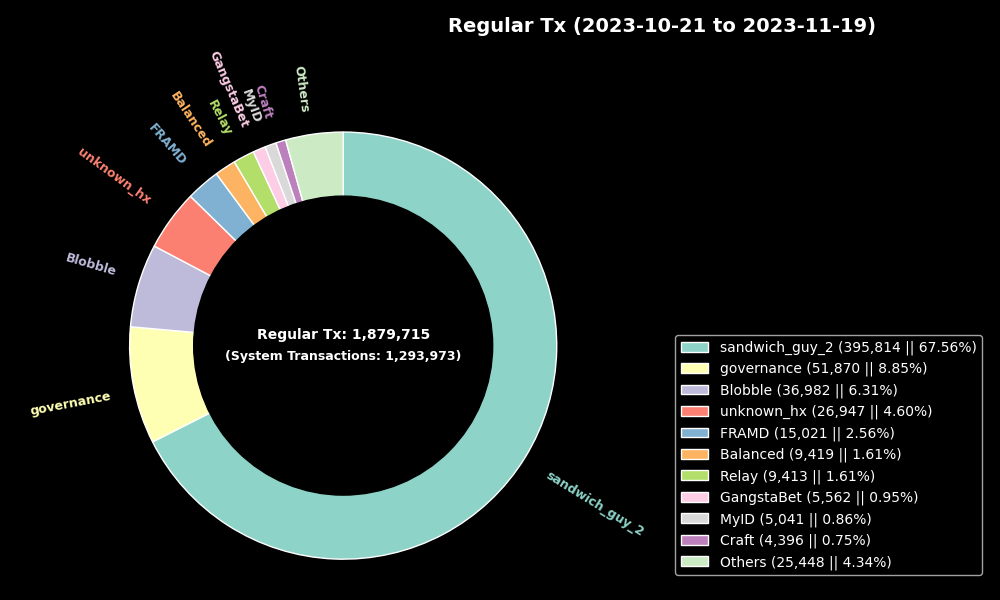 Regular Tx (2023-10-21 to 2023-11-19)
Others
Craft
MyID
GangstaBet
Relay
Balanced
FRAMD
unknown_hx
Blobble
governance
sandwich_guy_2
Regular Tx: 1,879,715
(System Transactions: 1,293,973)
sandwich_guy_2 (395,814 || 67.56%)
governance (51,870 || 8.85%)
Blobble (36,982 || 6.31%)
unknown_hx (26,947 || 4.60%)
FRAMD (15,021 || 2.56%)
Balanced (9,419 || 1.61%)
Relay (9,413 || 1.61%)
GangstaBet (5,562 || 0.95%)
MyID (5,041 || 0.86%)
Craft (4,396 || 0.75%)
Others (25,448 || 4.34%)